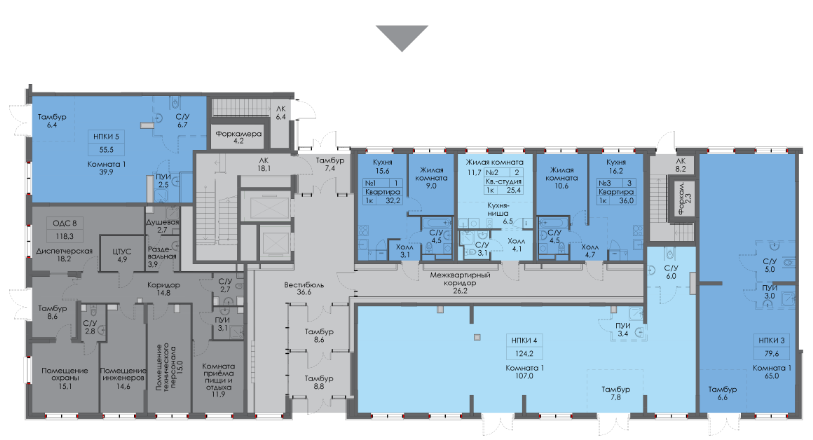 Тамбур
6.4
С/У
6.7
НПКИ 5
55.5
Комната 1
39.9
ПУИ
2.5
Форкамера
4.2
ЛК
6.4
ЛК
18.1
Тамбур
7.4
Кухня
15.6
№1 1
Квартира
1к 32,2
Жилая
комната
9.0
С/У
4.5
Холл
3.1
Жилая комната
11,7
№2 2
Кв.-студия
1к 25,4
Кухня-
ниша
6.5
С/У
3,1
Холл
4,1
Жилая
комната
10.6
Кухня
16.2
№3 3
Квартира
1к 36,0
С/У
4.5
Холл
4.7
ЛК
8.2
Форкам.
2.3
ОДС 8
118.3
Диспетчерская
18.2
Душевая
2.7
Разде-
вальная
3.9
ЦТУС
4.9
Коридор
14.8
С/У
2.7
Тамбур
8.6
С/У
2.8
ПУИ
3.1
Помещение
охраны
15.1
Помещение
инженеров
14.6
Помещение
технического
персонала
15.0
Комната
приёма
пищи и
отдыха
11.9
Вестибюль
36.6
Тамбур
8.6
Тамбур
8.8
Межквартирный
коридор
26.2
С/У
6.0
ПУИ
3.4
НПКИ 4
124.2
Комната 1
107.0
Тамбур
7.8
С/У
5.0
ПУИ
3.0
НПКИ 3
79.6
Комната 1
65.0
Тамбур
6.6